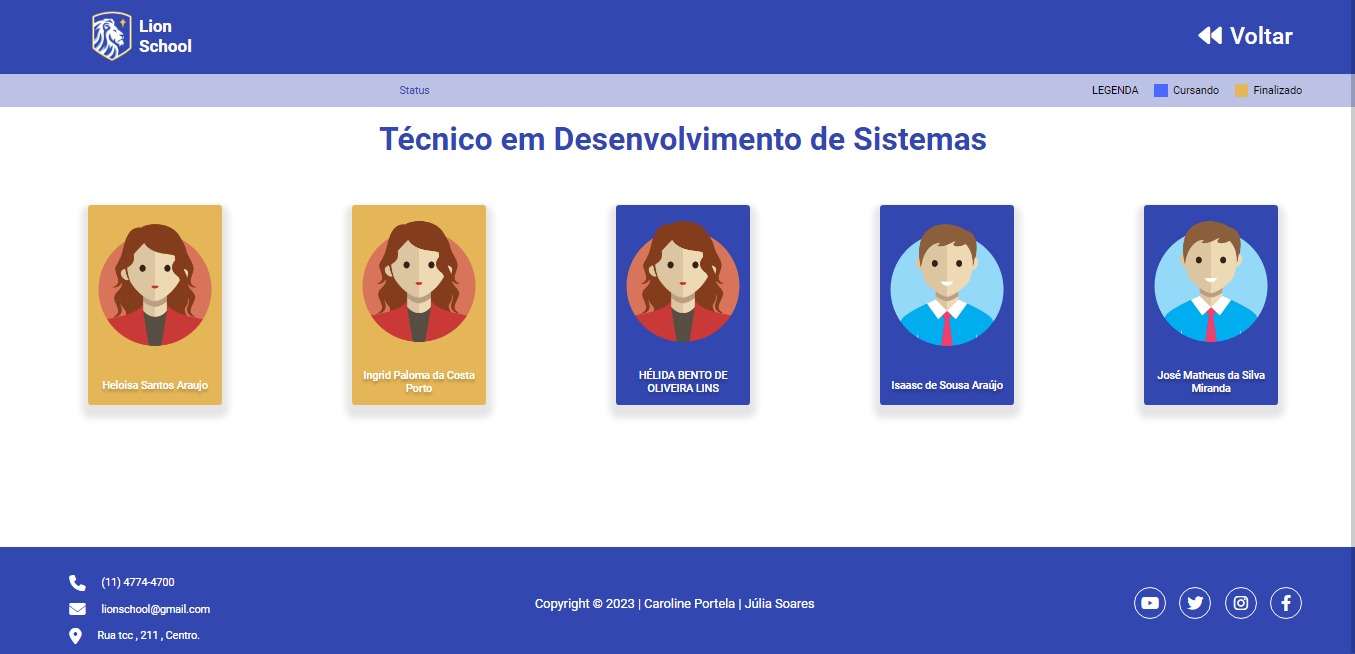 Lion
School
Voltar
Status
LEGENDA Cursando Finalizado
Técnico em Desenvolvimento de Sistemas
Heloisa Santos Araujo
Ingrid Paloma da Costa
Porto
HÉLIDA BENTO DE
OLIVEIRA LINS
Isaasc de Sousa Araújo
José Matheus da Silva
Miranda
(11) 4774-4700
lionschool@gmail.com
Rua tcc , 211 , Centro.
Copyright © 2023 | Caroline Portela | Júlia Soares